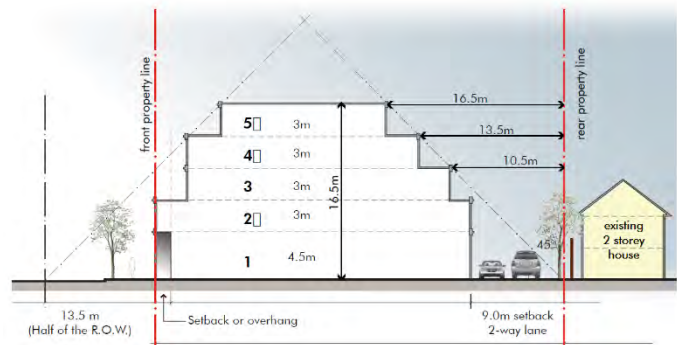 front property line
rear property line
16.5m
13.5m
10.5m
5 3m
4 3m
3 3m
2 3m
1 4.5m
16.5m
45
existing
2 storey
house
13.5 m
(Half of the R.O.W.)
Setback or overhang
9.0m setback
2-way lane